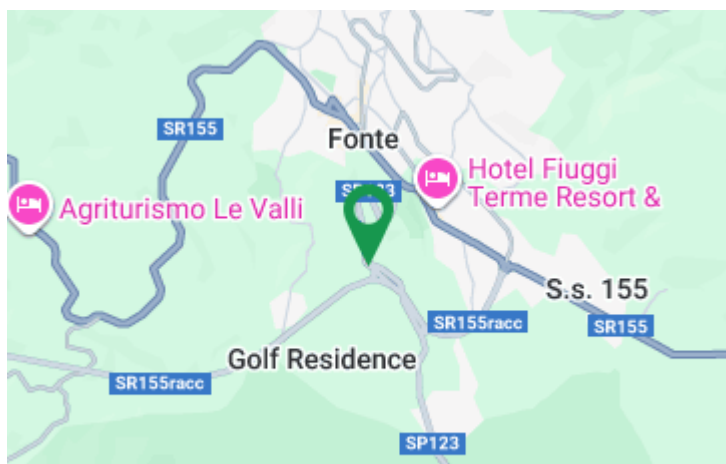 SR155
Fonte
Hotel Fiuggi
Terme Resort &
Agriturismo Le Valli
S.s. 155
SR155racc
SR155
Golf Residence
SR155racc
SP123